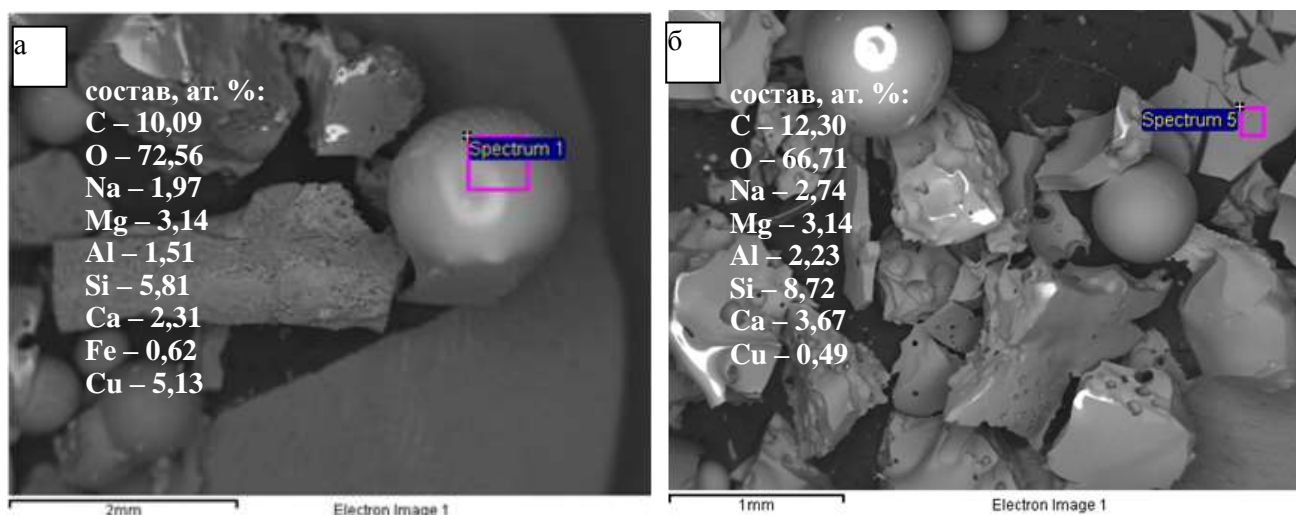 а
состав, ат. %:
C – 10,09
O – 72,56
Na – 1,97
Mg – 3,14
Al – 1,51
Si – 5,81
Ca – 2,31
Fe – 0,62
Cu – 5,13
Spectrum 1
2mm
Electron Image 1
б
состав, ат. %:
C – 12,30
O – 66,71
Na – 2,74
Mg – 3,14
Al – 2,23
Si – 8,72
Ca – 3,67
Cu – 0,49
Spectrum 5
1mm
Electron Image 1